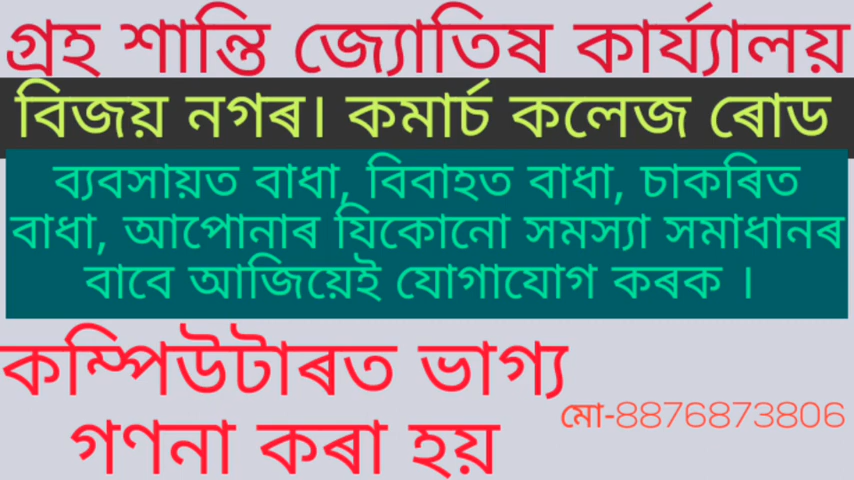 গ্ৰহ শান্তি জ্যোতিষ কাৰ্য্যালয়
বিজয় নগৰ। কমাৰ্চ কলেজ ৰোড
ব্যবসায়ত বাধা, বিবাহত বাধা, চাকৰিত
বাধা, আপোনাৰ যিকোনো সমস্যা সমাধানৰ
বাবে আজিয়েই যোগাযোগ কৰক ।
কম্পিউটাৰত ভাগ্য
গণনা কৰা হয়
মো-8876873806